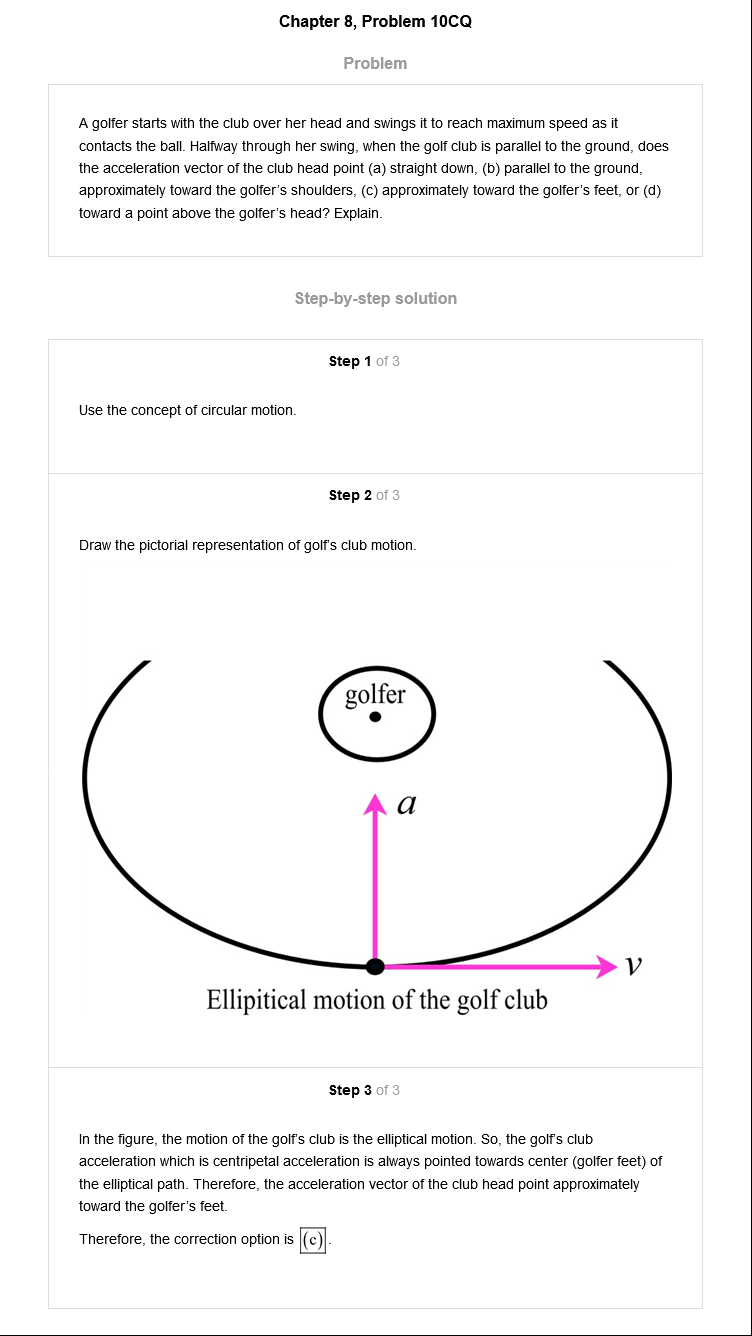 Chapter 8, Problem 10CQ
Problem
A golfer starts with the club over her head and swings it to reach maximum speed as it
contacts the ball. Halfway through her swing, when the golf club is parallel to the ground, does
the acceleration vector of the club head point (a) straight down, (b) parallel to the ground,
approximately toward the golfer's shoulders, (c) approximately toward the golfer's feet, or (d)
toward a point above the golfer's head? Explain.
Step-by-step solution
Step 1 of 3
Use the concept of circular motion.
Step 2 of 3
Draw the pictorial representation of golf's club motion.
golfer
a
v
Ellipitical motion of the golf club
Step 3 of 3
In the figure, the motion of the golf's club is the elliptical motion. So, the golf's club
acceleration which is centripetal acceleration is always pointed towards center (golfer feet) of
the elliptical path. Therefore, the acceleration vector of the club head point approximately
toward the golfer's feet.
Therefore, the correction option is (c).